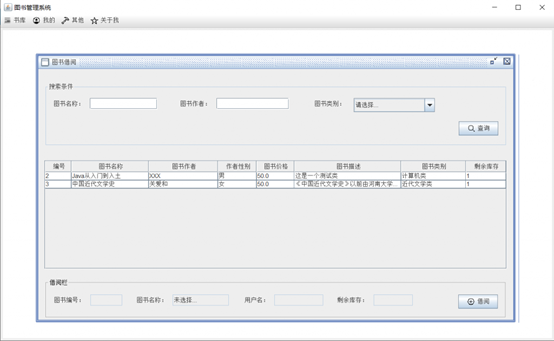 图书管理系统
书库 我的 其他 关于我
图书借阅
搜索条件
图书名称： 图书作者： 图书类别： 请选择...
查询
编号 图书名称 图书作者 作者性别 图书价格 图书描述 图书类别 剩余库存
2 Java从入门到入土 XXX 男 50.0 这是一个测试类 计算机类 1
3 中国近代文学史 关爱和 女 50.0 《中国近代文学史》以超由河南大学... 近代文学类 1
借阅栏
图书编号： 图书名称： 未选择... 用户名： 剩余库存：
借阅